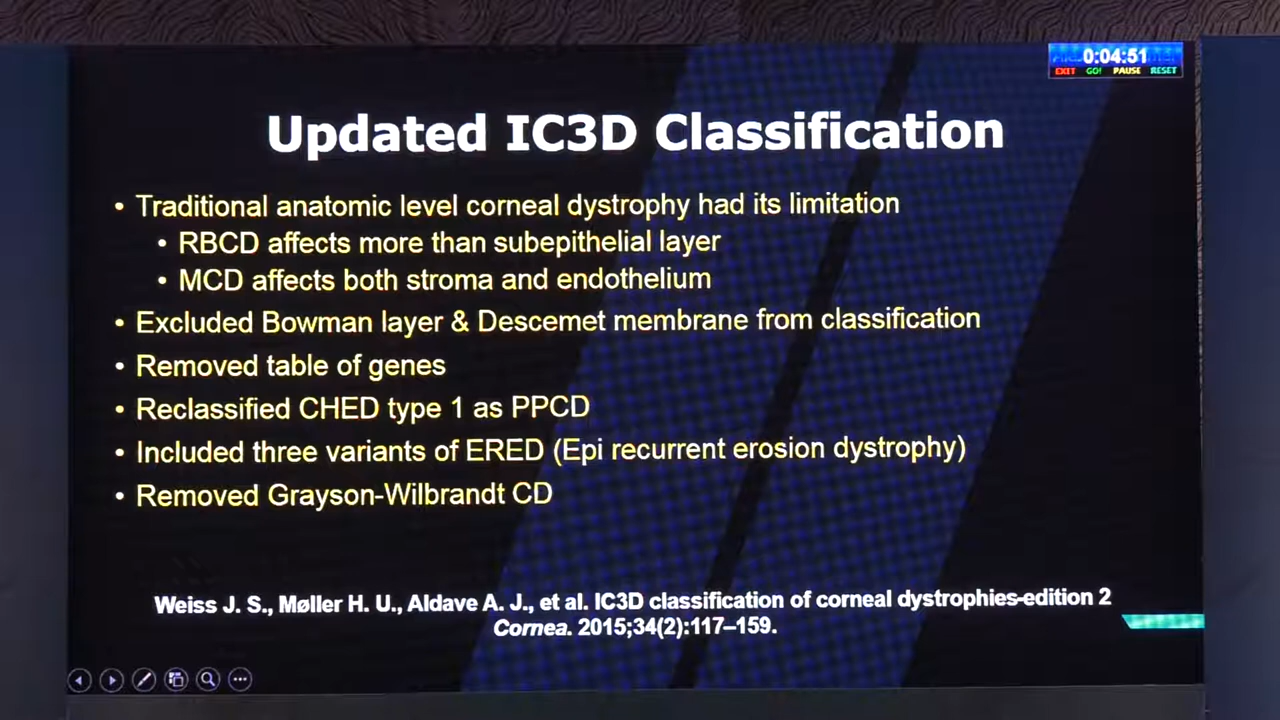 0:04:51
EXIT GO! PAUSE RESET
Updated IC3D Classification
• Traditional anatomic level corneal dystrophy had its limitation
• RBCD affects more than subepithelial layer
• MCD affects both stroma and endothelium
• Excluded Bowman layer & Descemet membrane from classification
• Removed table of genes
• Reclassified CHED type 1 as PPCD
• Included three variants of ERED (Epi recurrent erosion dystrophy)
• Removed Grayson-Wilbrandt CD
Weiss J. S., Møller H. U., Aldave A. J., et al. IC3D classification of corneal dystrophies-edition 2
Cornea. 2015;34(2):117–159.